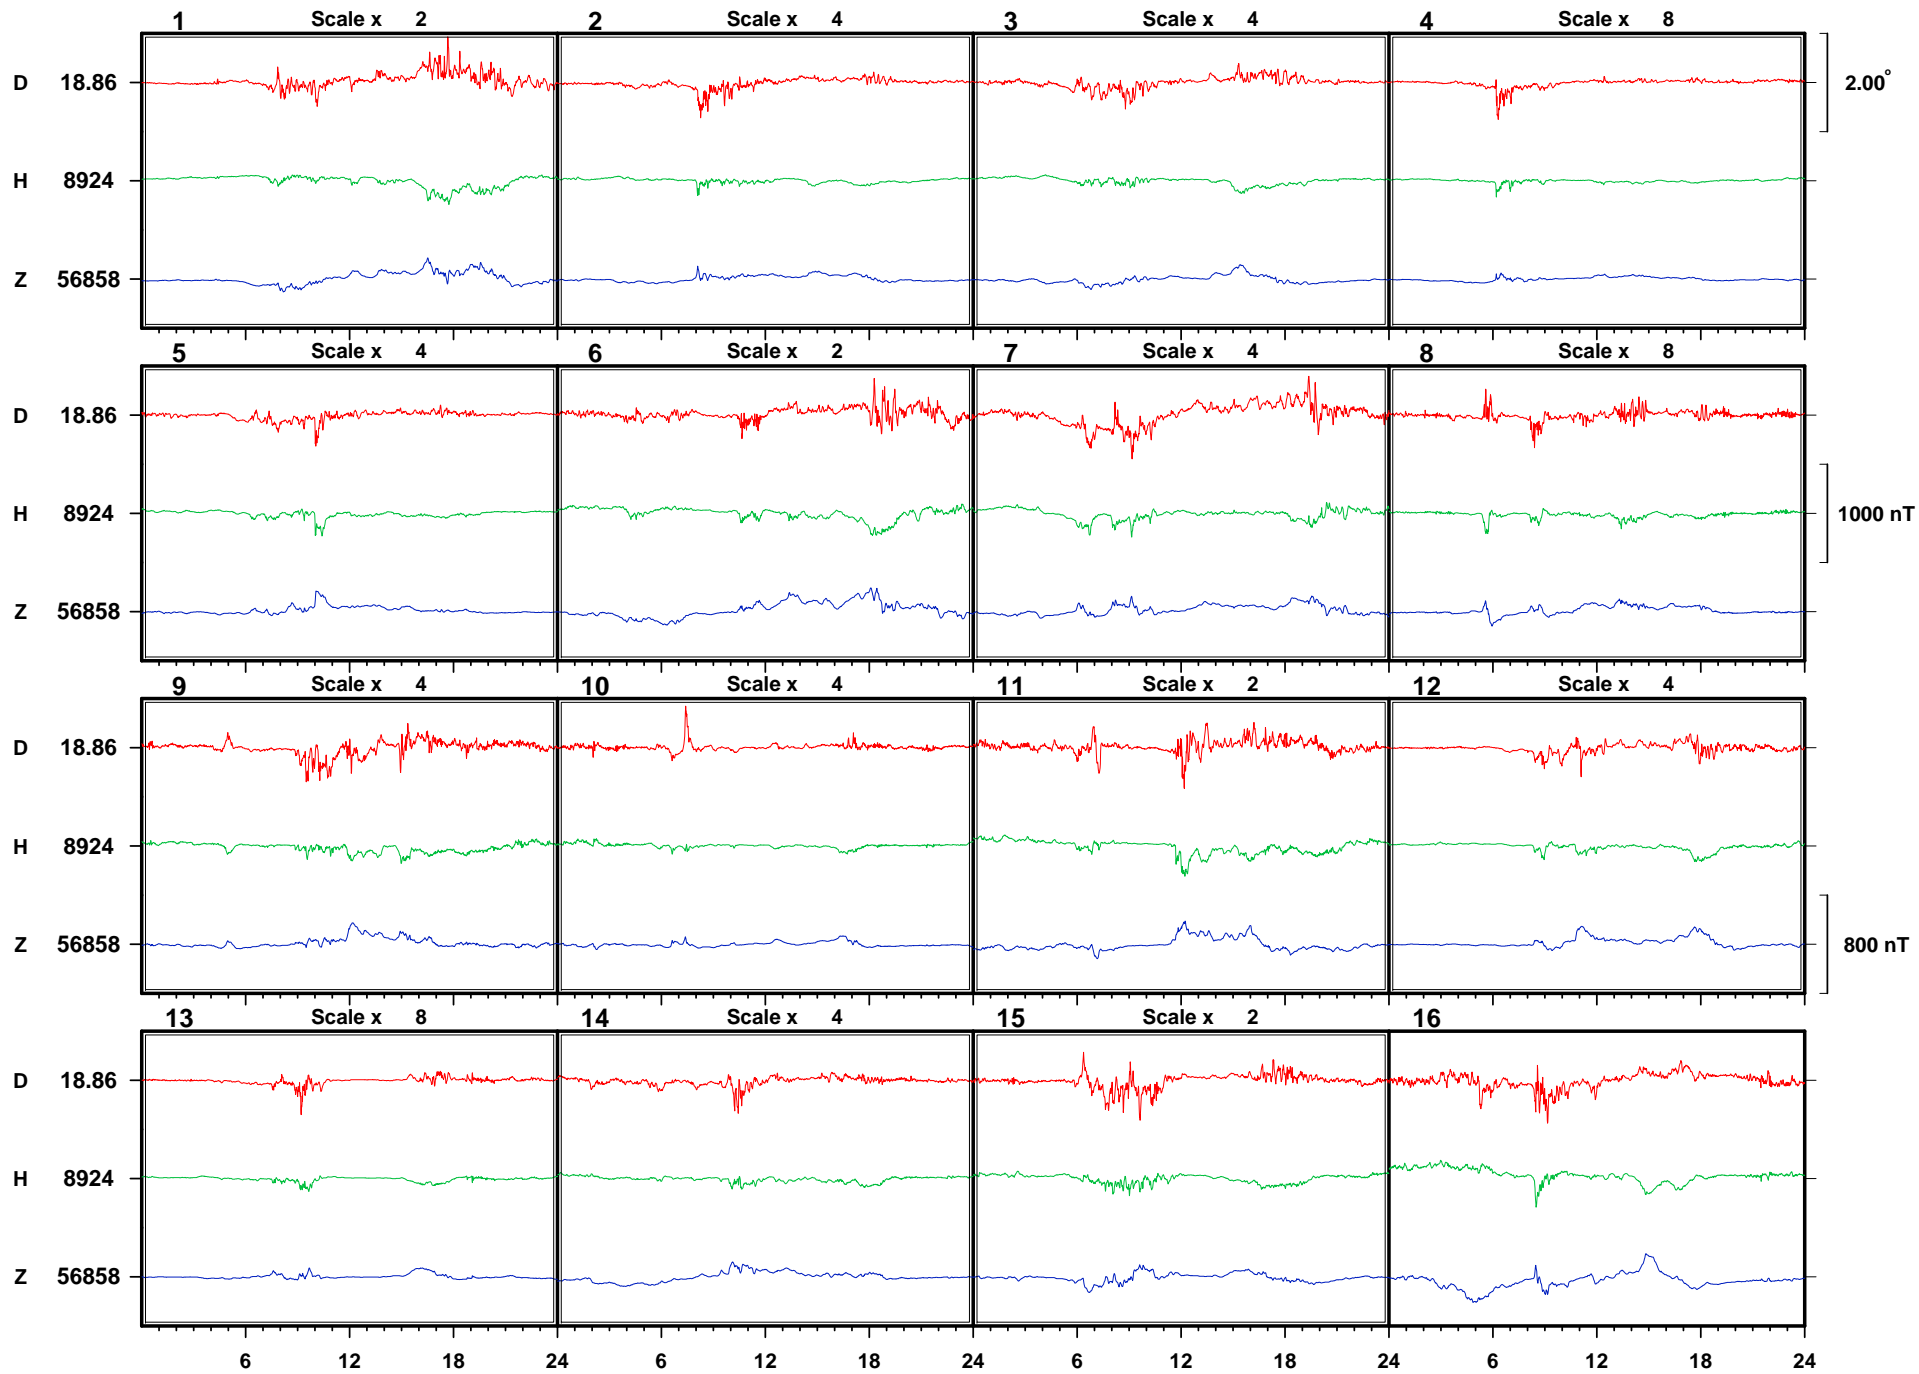 1 Scale x 2 2 Scale x 4 3 Scale x 4 4 Scale x 8
D 18.86 2.00°
H 8924
Z 56858
5 Scale x 4 6 Scale x 2 7 Scale x 4 8 Scale x 8
D 18.86
H 8924 1000 nT
Z 56858
9 Scale x 4 10 Scale x 4 11 Scale x 2 12 Scale x 4
D 18.86
H 8924
Z 56858 800 nT
13 Scale x 8 14 Scale x 4 15 Scale x 2 16
D 18.86
H 8924
Z 56858
6 12 18 24 6 12 18 24 6 12 18 24 6 12 18 24